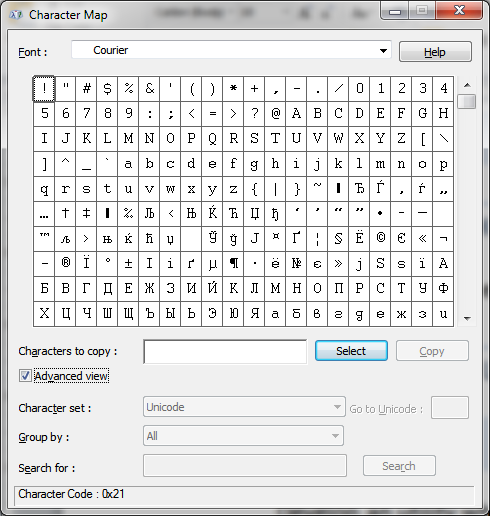 Character Map
Font :
Courier
Help
! " # $ % & ' ( ) * + , - . / 0 1 2 3 4
5 6 7 8 9 : ; < = > ? @ A B C D E F G H
I J K L M N O P Q R S T U V W X Y Z [ \
] ^ _ ` a b c d e f g h i j k l m n o p
q r s t u v w x y z { | } ~ ▌ Ђ Ѓ ‚ ѓ „
… † ‡ ▌ ‰ Љ ‹ Њ Ќ Ћ Џ ђ ‘ ’ “ ” • – —
™ љ › њ ќ ћ џ Ў ў Ј ¤ Ґ ¦ § Ё © Є « ¬
- ® Ї ° ± І і ґ µ ¶ · ё № є » ј Ѕ ѕ ї А
Б В Г Д Е Ж З И Й К Л М Н О П Р С Т У Ф
Х Ц Ч Ш Щ Ъ Ы Ь Э Ю Я а б в г д е ж з и
Characters to copy :
Select
Copy
Advanced view
Character set :
Unicode
Go to Unicode :
Group by :
All
Search for :
Search
Character Code : 0x21